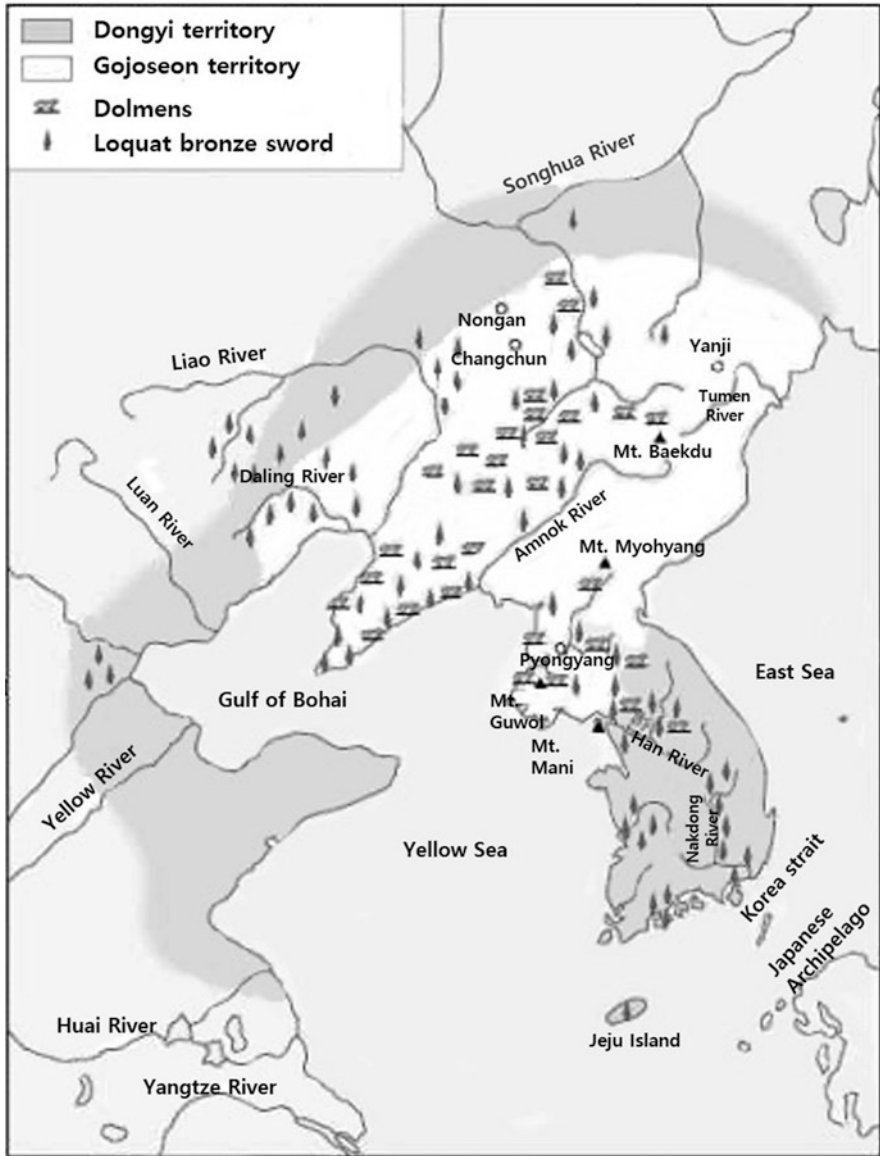 Dongyi territory
Gojoseon territory
Dolmens
Loquat bronze sword
Songhua River
Nongan
Changchun
Yanji
Liao River
Tumen
River
Mt. Baekdu
Daling River
Luan River
Amnok River
Mt. Myohyang
Pyongyang
East Sea
Gulf of Bohai
Mt.
Guwol
Mt.
Mani
Han River
Yellow River
Nakdong
River
Yellow Sea
Korea strait
Japanese
Archipelago
Huai River
Jeju Island
Yangtze River